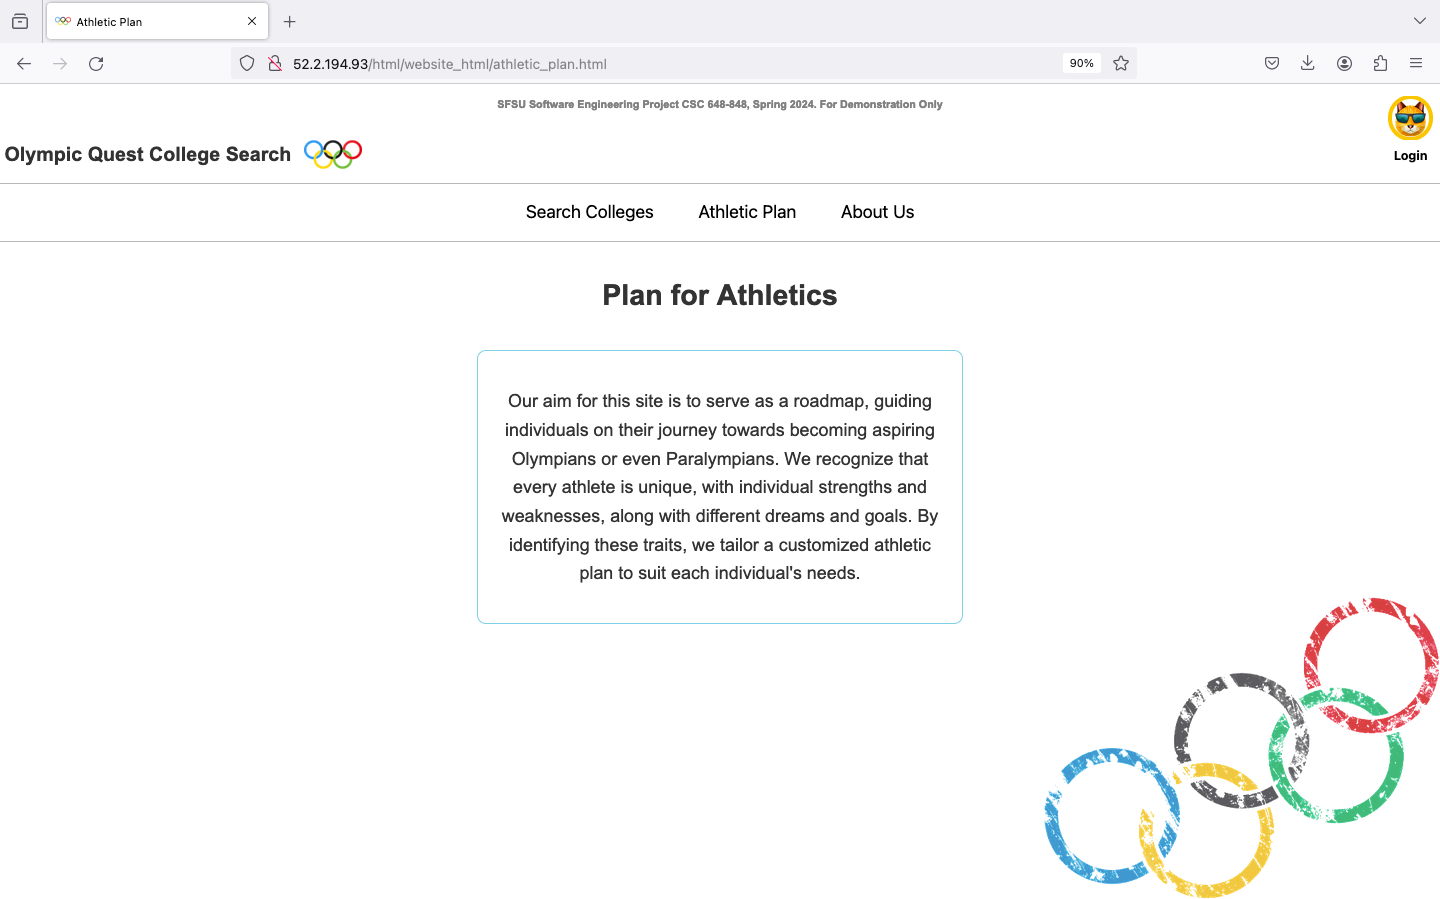 Athletic Plan
52.2.194.93/html/website_html/athletic_plan.html
90%
SFSU Software Engineering Project CSC 648-848, Spring 2024. For Demonstration Only
Olympic Quest College Search
Login
Search Colleges
Athletic Plan
About Us
Plan for Athletics
Our aim for this site is to serve as a roadmap, guiding
individuals on their journey towards becoming aspiring
Olympians or even Paralympians. We recognize that
every athlete is unique, with individual strengths and
weaknesses, along with different dreams and goals. By
identifying these traits, we tailor a customized athletic
plan to suit each individual's needs.